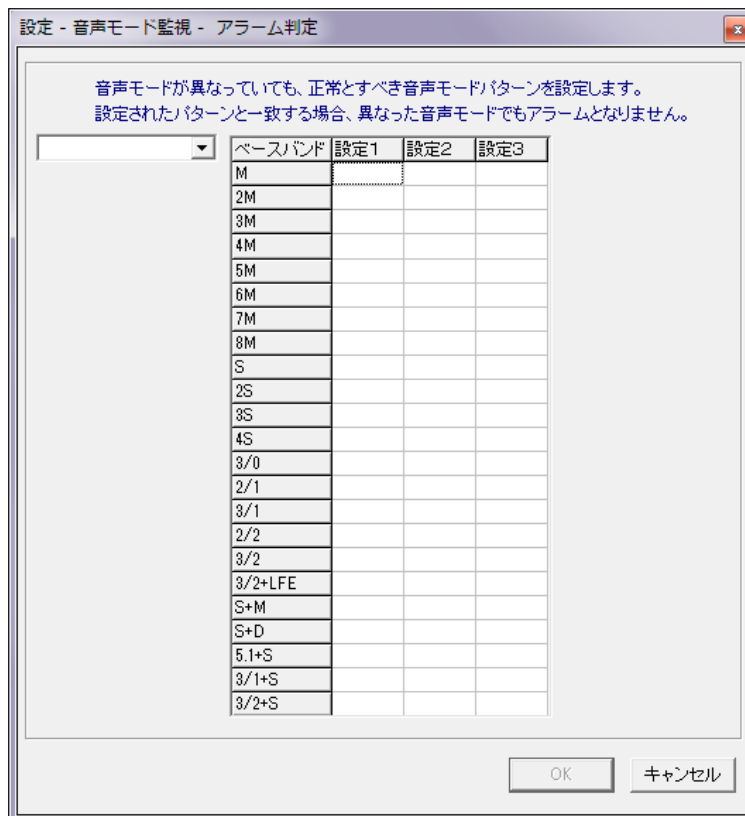 設定 - 音声モード監視 - アラーム判定
音声モードが異なっていても、正常とすべき音声モードパターンを設定します。
設定されたパターンと一致する場合、異なった音声モードでもアラームとなりません。
ベースバンド 設定1 設定2 設定3
M
2M
3M
4M
5M
6M
7M
8M
S
2S
3S
4S
3/0
2/1
3/1
2/2
3/2
3/2+LFE
S+M
S+D
5.1+S
3/1+S
3/2+S
OK キャンセル